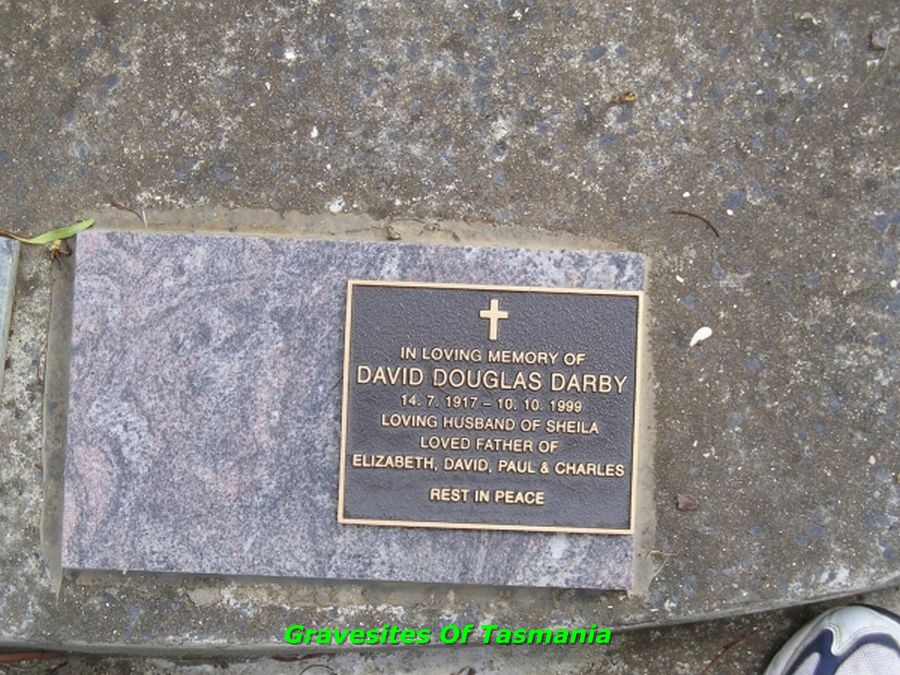 IN LOVING MEMORY OF
DAVID DOUGLAS DARBY
14. 7. 1917 – 10. 10. 1999
LOVING HUSBAND OF SHEILA
LOVED FATHER OF
ELIZABETH, DAVID, PAUL & CHARLES
REST IN PEACE
Gravesites Of Tasmania